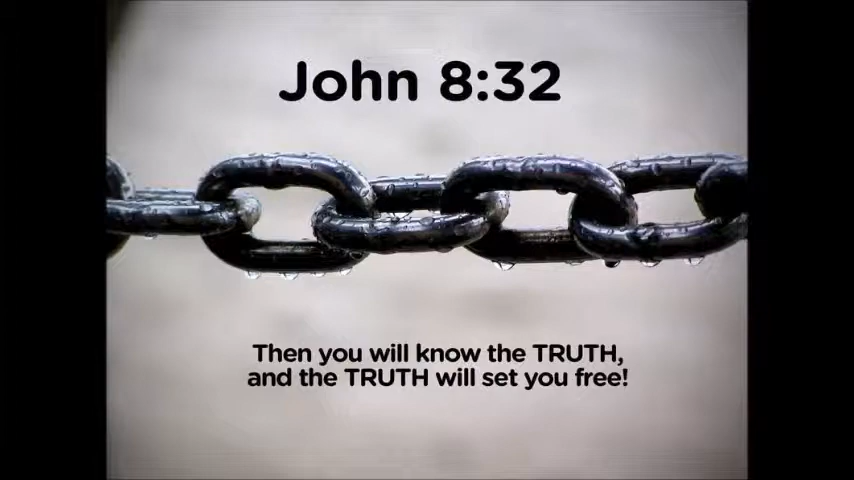 John 8:32
Then you will know the TRUTH,
and the TRUTH will set you free!